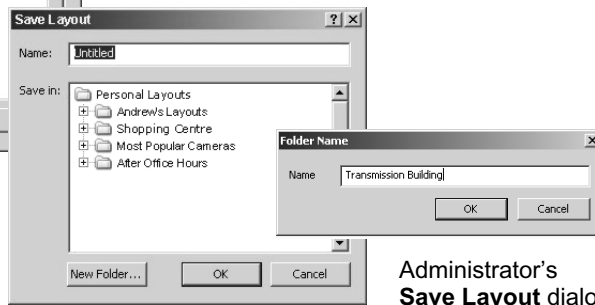 Save Layout
Name: Untitled
Save in:
Personal Layouts
Andrew's Layouts
Shopping Centre
Most Popular Cameras
After Office Hours
New Folder... OK Cancel
Folder Name
Name Transmission Building
OK Cancel
Administrator's
Save Layout